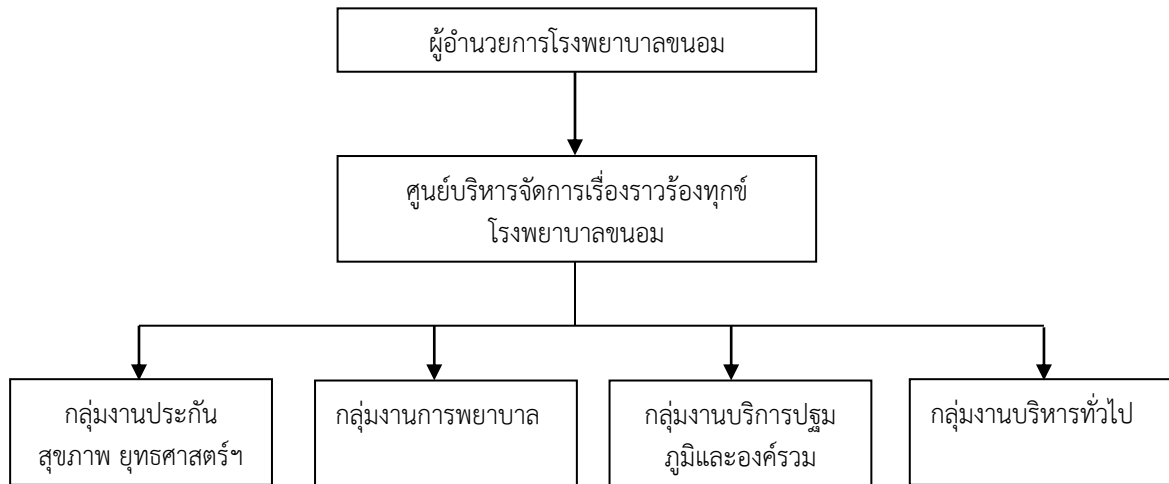 ผู้อำนวยการโรงพยาบาลขนอม
ศูนย์บริหารจัดการเรื่องราวร้องทุกข์
โรงพยาบาลขนอม
กลุ่มงานประกัน
สุขภาพ ยุทธศาสตร์ฯ
กลุ่มงานการพยาบาล
กลุ่มงานบริการปฐม
ภูมิและองค์รวม
กลุ่มงานบริหารทั่วไป